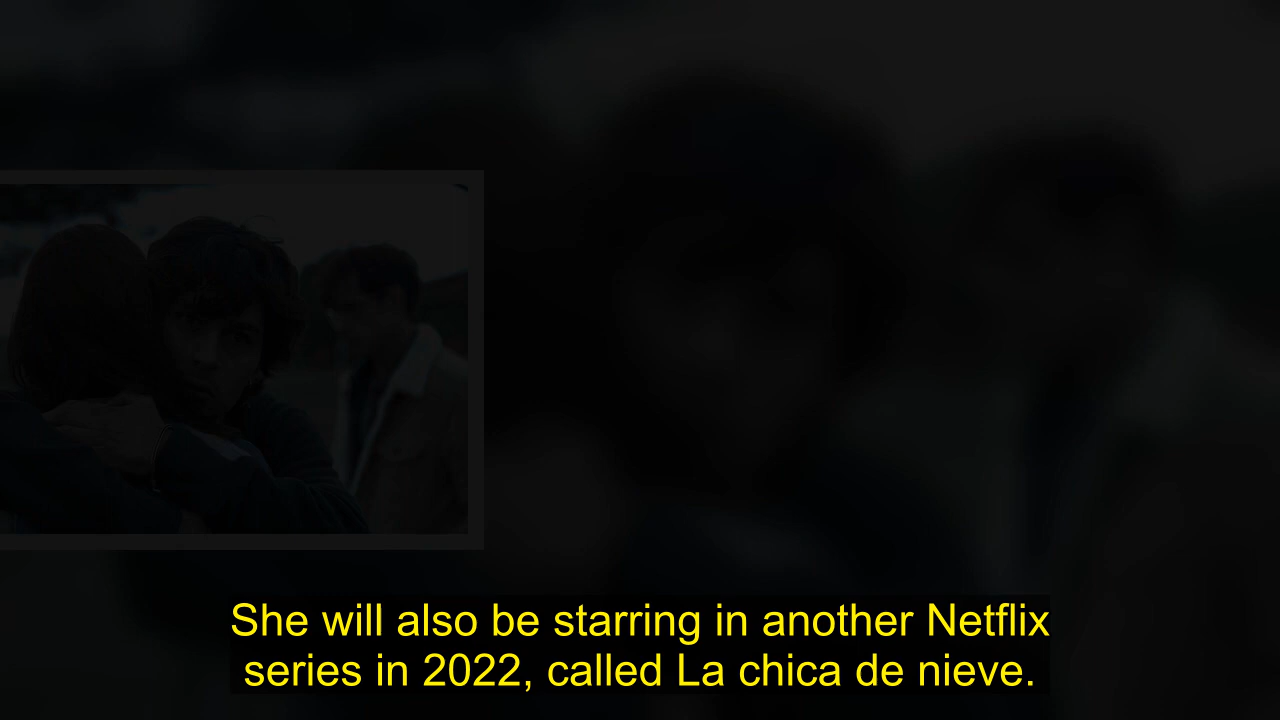 She will also be starring in another Netflix
series in 2022, called La chica de nieve.